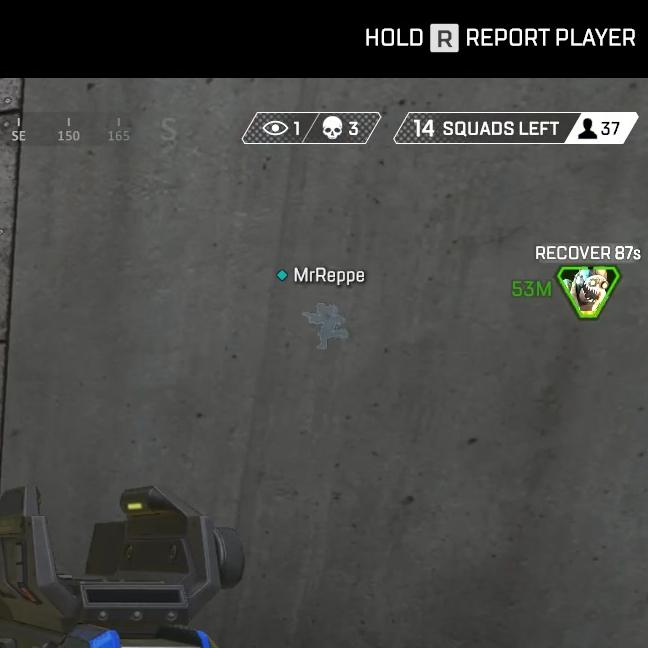 HOLD R REPORT PLAYER
SE 150 165 S
1 3 14 SQUADS LEFT 37
RECOVER 87s
MrReppe
53M